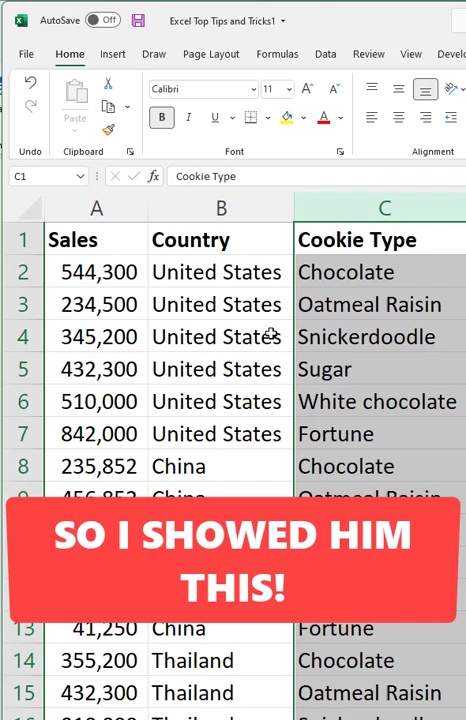 AutoSave Off Excel Top Tips and Tricks1
File Home Insert Draw Page Layout Formulas Data Review View Develo
Paste Calibri 11 A A
B I U A
Undo Clipboard Font Alignment
C1 fx Cookie Type
A B C
1 Sales Country Cookie Type
2 544,300 United States Chocolate
3 234,500 United States Oatmeal Raisin
4 345,200 United States Snickerdoodle
5 432,300 United States Sugar
6 510,000 United States White chocolate
7 842,000 United States Fortune
8 235,852 China Chocolate
SO I SHOWED HIM
THIS!
13 41,250 China Fortune
14 355,200 Thailand Chocolate
15 432,300 Thailand Oatmeal Raisin